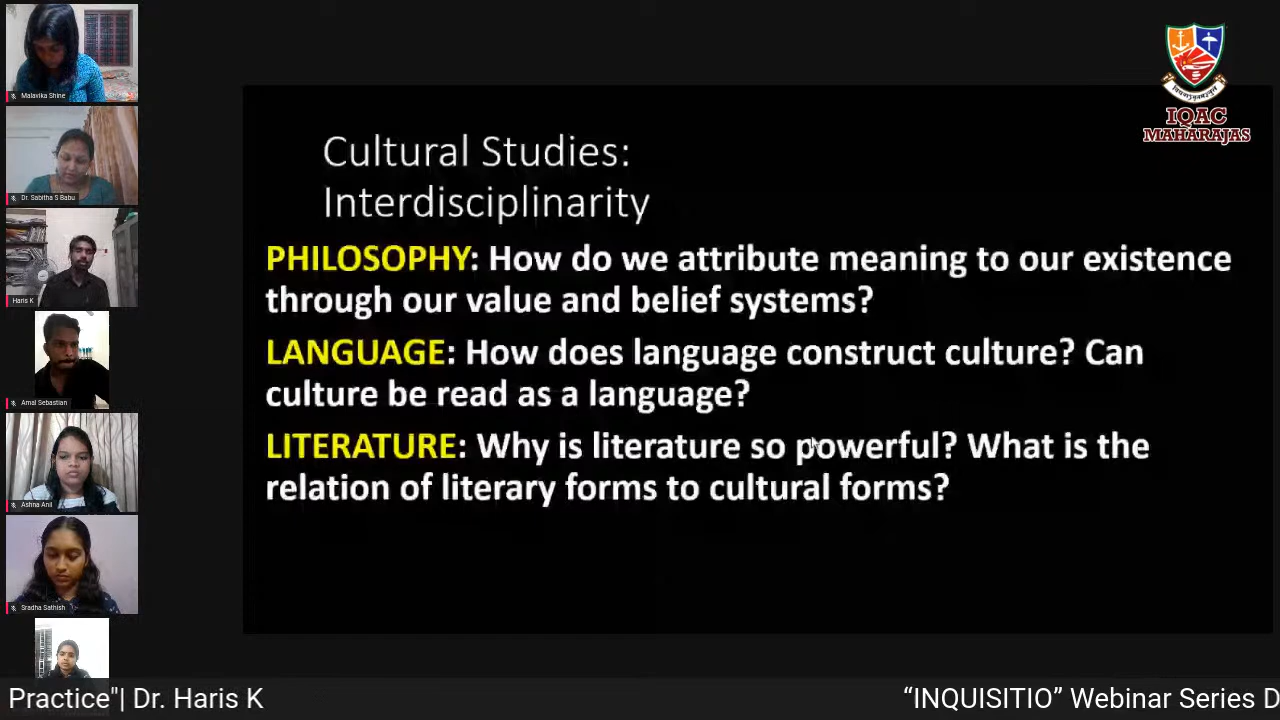 Malavika Shine
Dr. Sabitha S Babu
Haris K
Amal Sebastian
Ashna Anil
Sradha Sathish
IQAC
MAHARAJAS
Cultural Studies:
Interdisciplinarity
PHILOSOPHY: How do we attribute meaning to our existence
through our value and belief systems?
LANGUAGE: How does language construct culture? Can
culture be read as a language?
LITERATURE: Why is literature so powerful? What is the
relation of literary forms to cultural forms?
Practice"| Dr. Haris K
“INQUISITIO” Webinar Series D